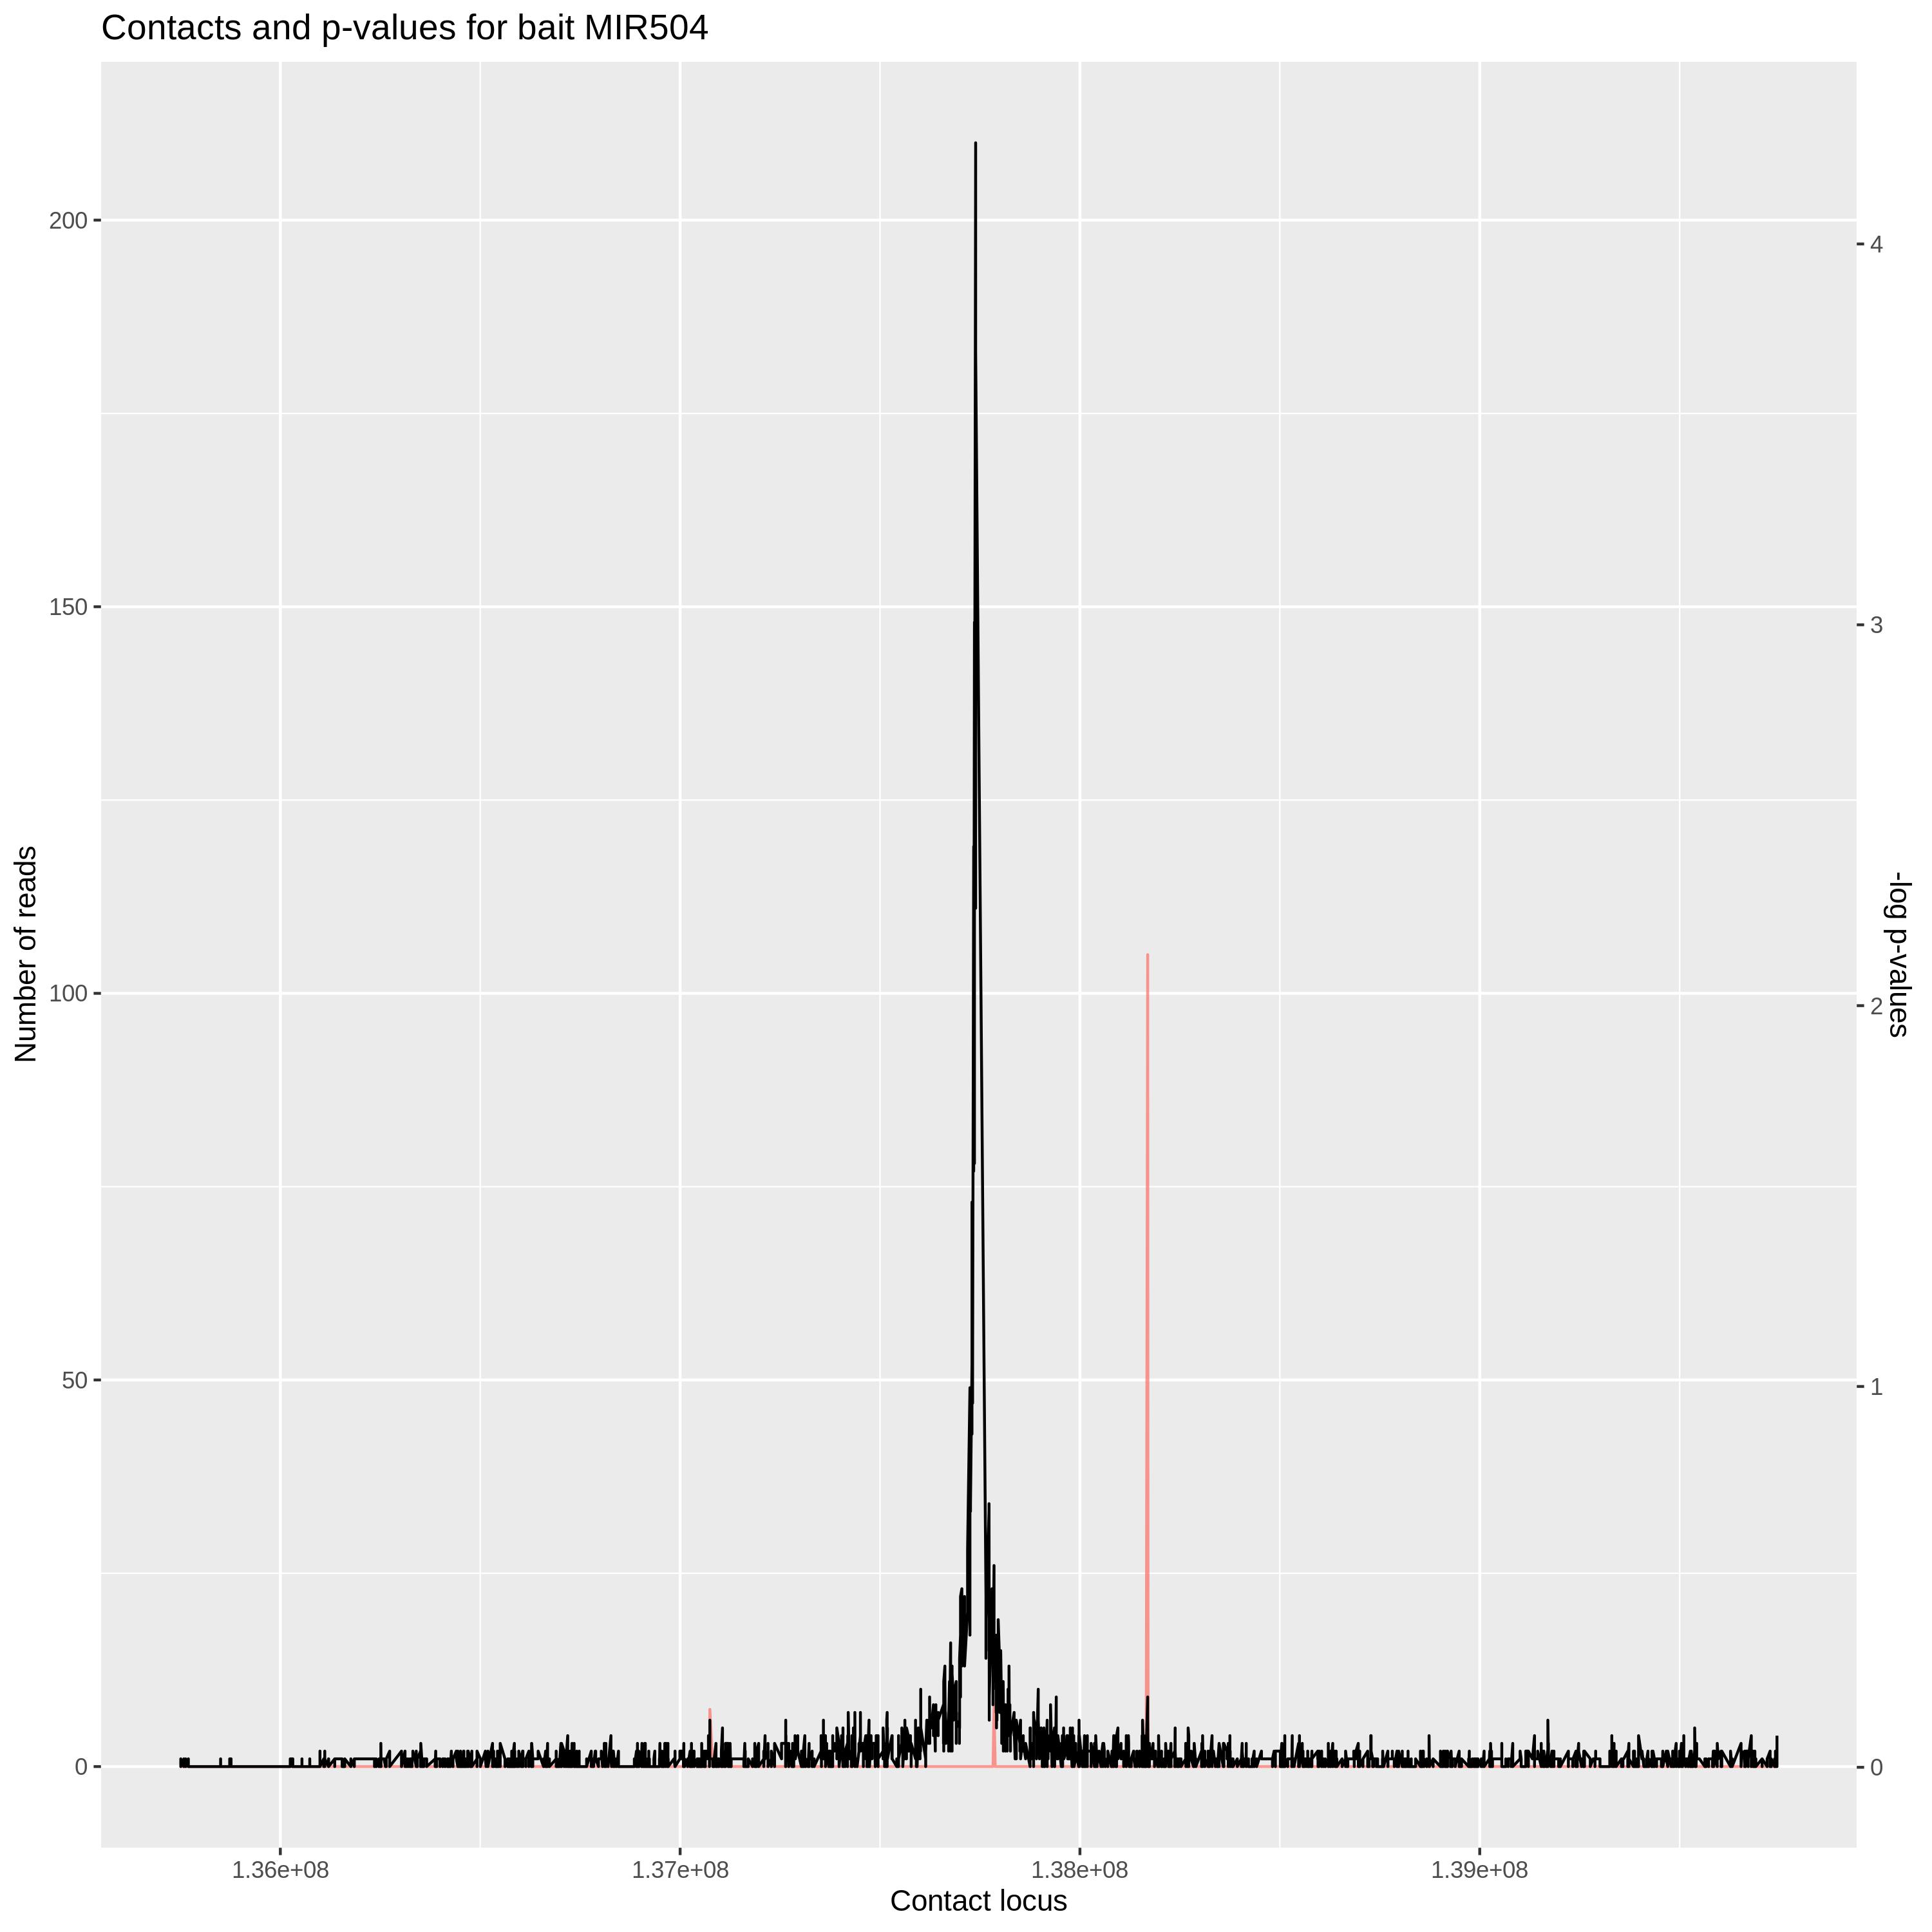 Contacts and p-values for bait MIR504
Number of reads
200
150
100
50
0
4
3
2
1
0
-log p-values
1.36e+08
1.37e+08
1.38e+08
1.39e+08
Contact locus